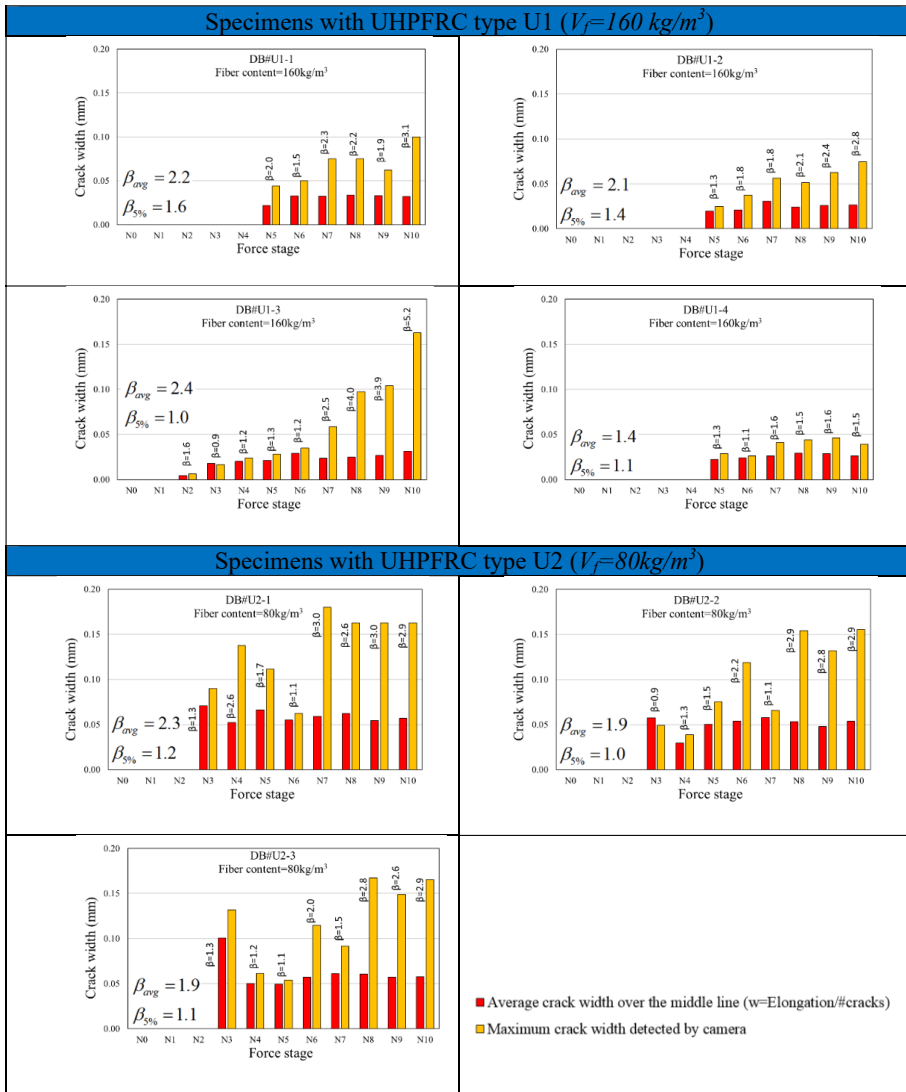 Specimens with UHPFRC type U1 (V_f=160 kg/m³)
DB#U1-1
Fiber content=160kg/m³
Crack width (mm)
0.20
0.15
0.10
0.05
0.00
β_avg = 2.2
β_5% = 1.6
β=2.0
β=1.5
β=2.3
β=2.2
β=1.9
β=3.1
N0 N1 N2 N3 N4 N5 N6 N7 N8 N9 N10
Force stage
DB#U1-2
Fiber content=160kg/m³
Crack width (mm)
0.20
0.15
0.10
0.05
0.00
β_avg = 2.1
β_5% = 1.4
β=1.3
β=1.8
β=1.8
β=2.1
β=2.4
β=2.8
N0 N1 N2 N3 N4 N5 N6 N7 N8 N9 N10
Force stage
DB#U1-3
Fiber content=160kg/m³
Crack width (mm)
0.20
0.15
0.10
0.05
0.00
β_avg = 2.4
β_5% = 1.0
β=1.6
β=0.9
β=1.2
β=1.3
β=1.2
β=2.5
β=4.0
β=3.9
β=5.2
N0 N1 N2 N3 N4 N5 N6 N7 N8 N9 N10
Force stage
DB#U1-4
Fiber content=160kg/m³
Crack width (mm)
0.20
0.15
0.10
0.05
0.00
β_avg = 1.4
β_5% = 1.1
β=1.3
β=1.1
β=1.6
β=1.5
β=1.6
β=1.5
N0 N1 N2 N3 N4 N5 N6 N7 N8 N9 N10
Force stage
Specimens with UHPFRC type U2 (V_f=80kg/m³)
DB#U2-1
Fiber content=80kg/m³
Crack width (mm)
0.20
0.15
0.10
0.05
0.00
β_avg = 2.3
β_5% = 1.2
β=1.3
β=2.6
β=1.7
β=1.1
β=3.0
β=2.6
β=3.0
β=2.9
N0 N1 N2 N3 N4 N5 N6 N7 N8 N9 N10
Force stage
DB#U2-2
Fiber content=80kg/m³
Crack width (mm)
0.20
0.15
0.10
0.05
0.00
β_avg = 1.9
β_5% = 1.0
β=0.9
β=1.3
β=1.5
β=2.2
β=1.1
β=2.9
β=2.8
β=2.9
N0 N1 N2 N3 N4 N5 N6 N7 N8 N9 N10
Force stage
DB#U2-3
Fiber content=80kg/m³
Crack width (mm)
0.20
0.15
0.10
0.05
0.00
β_avg = 1.9
β_5% = 1.1
β=1.3
β=1.2
β=1.1
β=2.0
β=1.5
β=2.8
β=2.6
β=2.9
N0 N1 N2 N3 N4 N5 N6 N7 N8 N9 N10
Force stage
Average crack width over the middle line (w=Elongation/#cracks)
Maximum crack width detected by camera